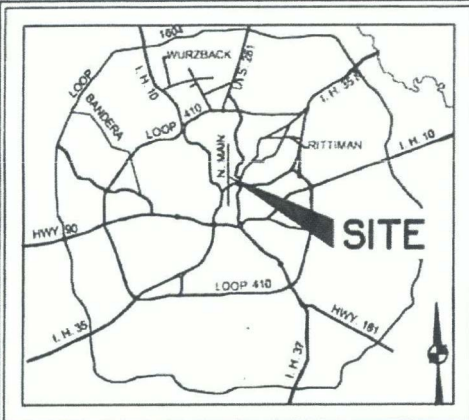 1604
LOOP
WURZBACK
I. H. 10
U.S. 281
I. H. 35
BANDERA
LOOP 410
N. MAIN
RITTIMAN
I. H. 10
HWY. 90
SITE
LOOP 410
I. H. 35
HWY. 181
I. H. 37